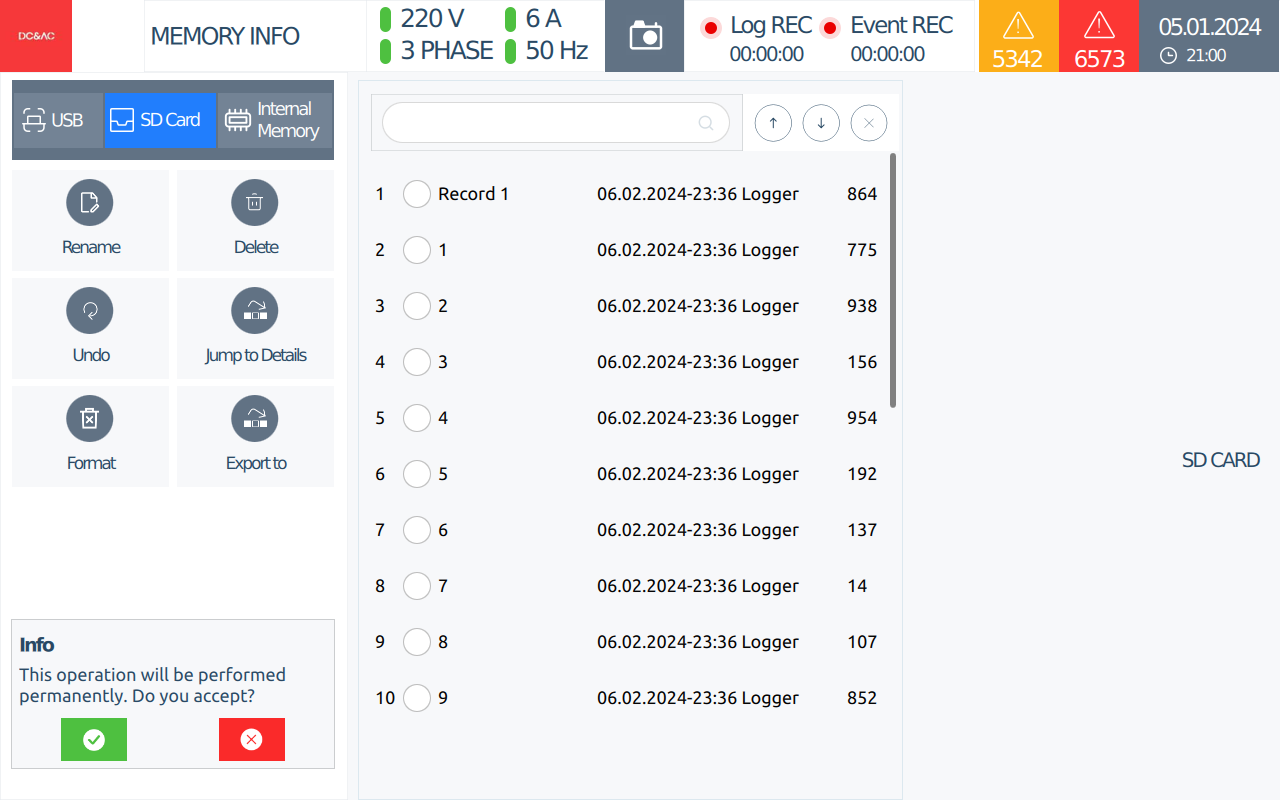 DC&AC
MEMORY INFO
220 V
6 A
3 PHASE
50 Hz
Log REC
00:00:00
Event REC
00:00:00
5342
6573
05.01.2024
21:00
USB
SD Card
Internal
Memory
Rename
Delete
Undo
Jump to Details
Format
Export to
Info
This operation will be performed
permanently. Do you accept?
1 Record 1 06.02.2024-23:36 Logger 864
2 1 06.02.2024-23:36 Logger 775
3 2 06.02.2024-23:36 Logger 938
4 3 06.02.2024-23:36 Logger 156
5 4 06.02.2024-23:36 Logger 954
6 5 06.02.2024-23:36 Logger 192
7 6 06.02.2024-23:36 Logger 137
8 7 06.02.2024-23:36 Logger 14
9 8 06.02.2024-23:36 Logger 107
10 9 06.02.2024-23:36 Logger 852
SD CARD